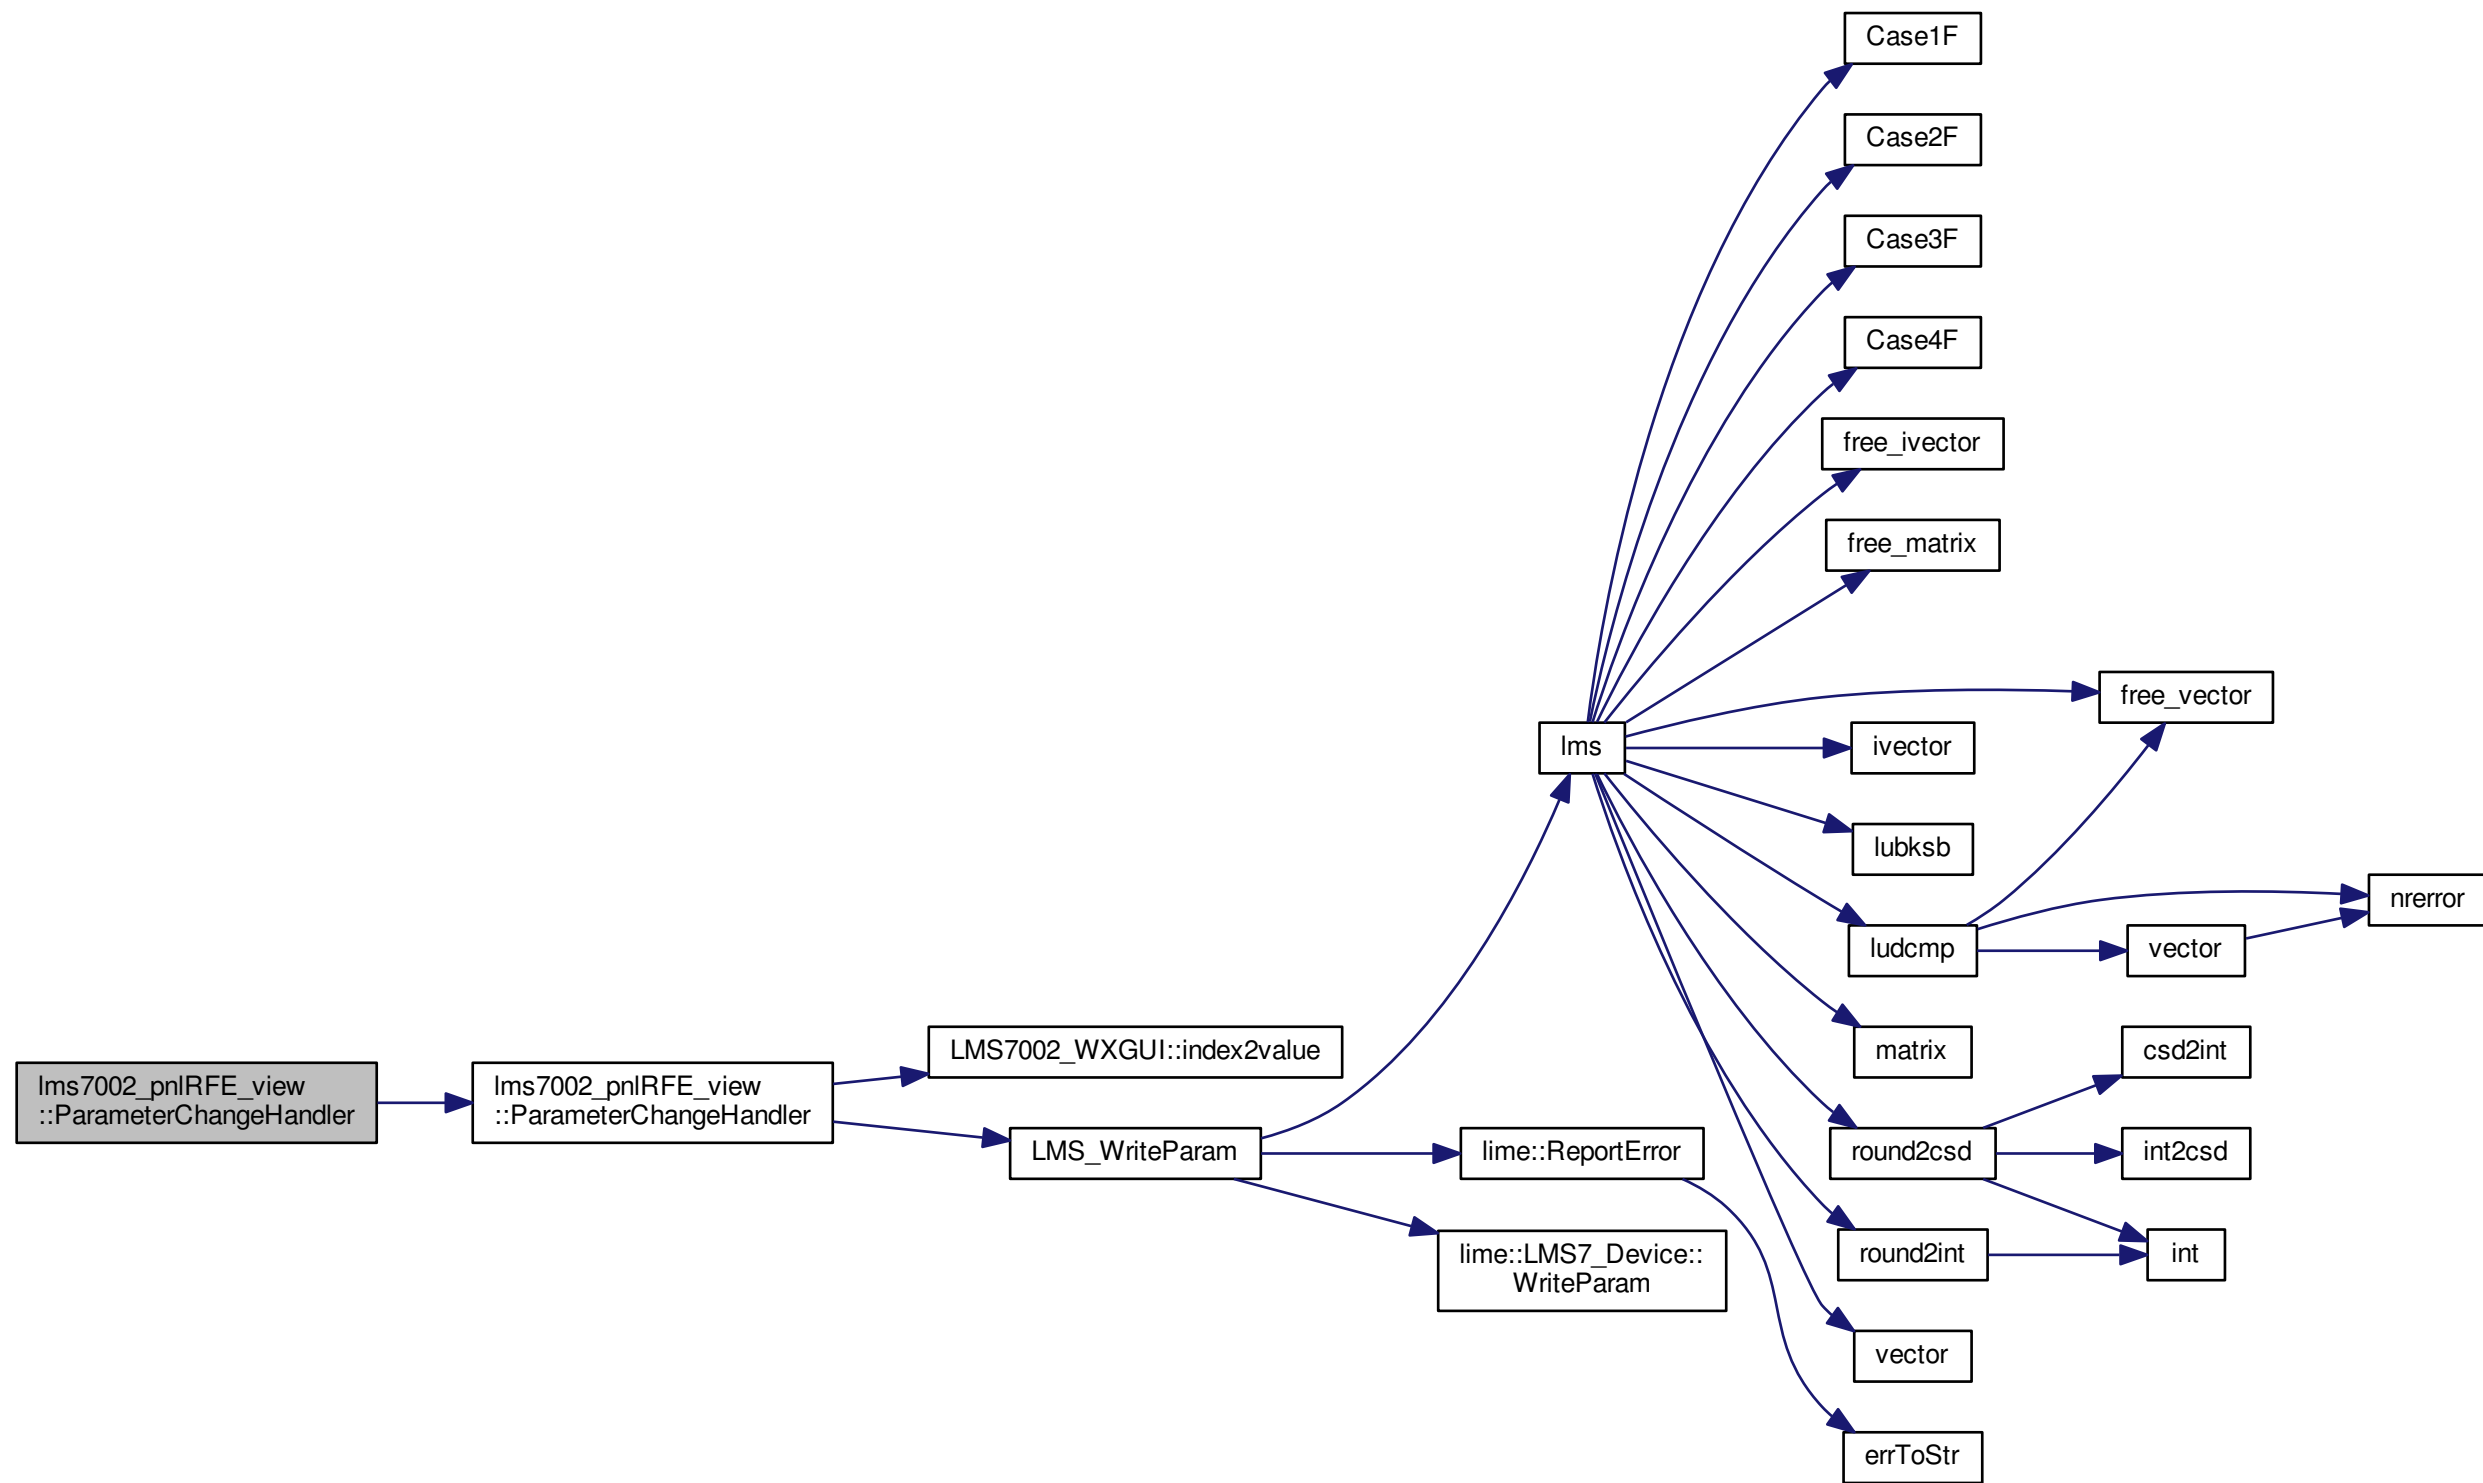 Case1F
Case2F
Case3F
Case4F
free_ivector
free_matrix
free_vector
lms
ivector
lubksb
nrerror
ludcmp
vector
matrix
csd2int
LMS7002_WXGUI::index2value
lms7002_pnlRFE_view
::ParameterChangeHandler
lms7002_pnlRFE_view
::ParameterChangeHandler
LMS_WriteParam
lime::ReportError
round2csd
int2csd
lime::LMS7_Device::
WriteParam
round2int
int
vector
errToStr